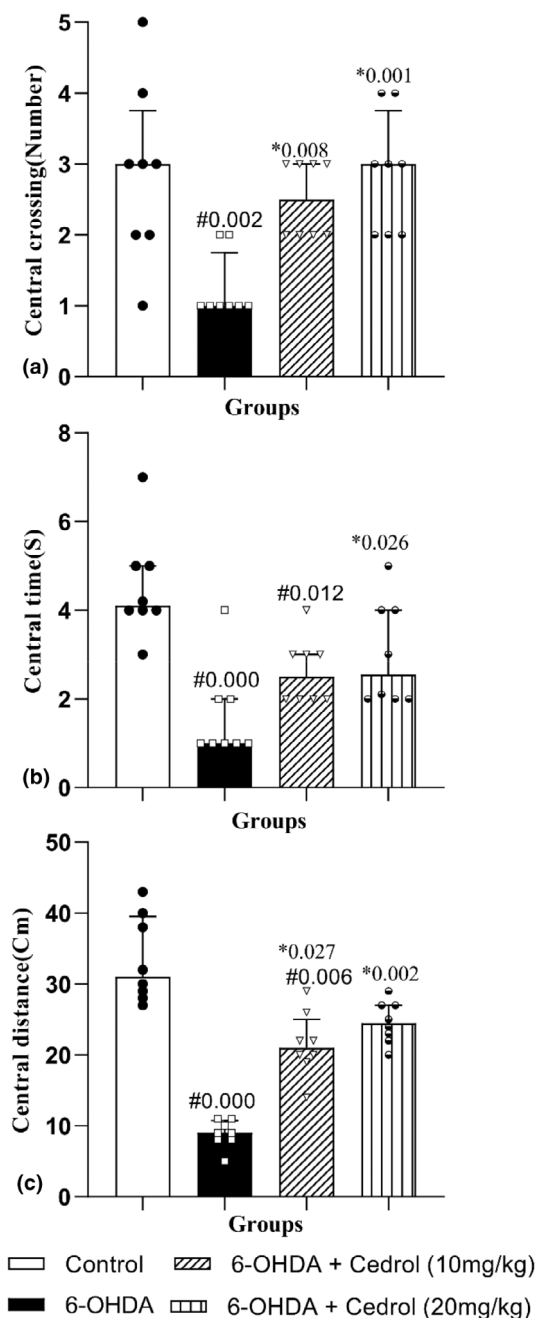 5
4
3
2
1
0
Central crossing(Number)
#0.002
*0.008
*0.001
(a)
Groups
8
6
4
2
0
Central time(S)
#0.000
#0.012
*0.026
(b)
Groups
50
40
30
20
10
0
Central distance(Cm)
#0.000
*0.027
#0.006
*0.002
(c)
Groups
Control 6-OHDA + Cedrol (10mg/kg)
6-OHDA 6-OHDA + Cedrol (20mg/kg)